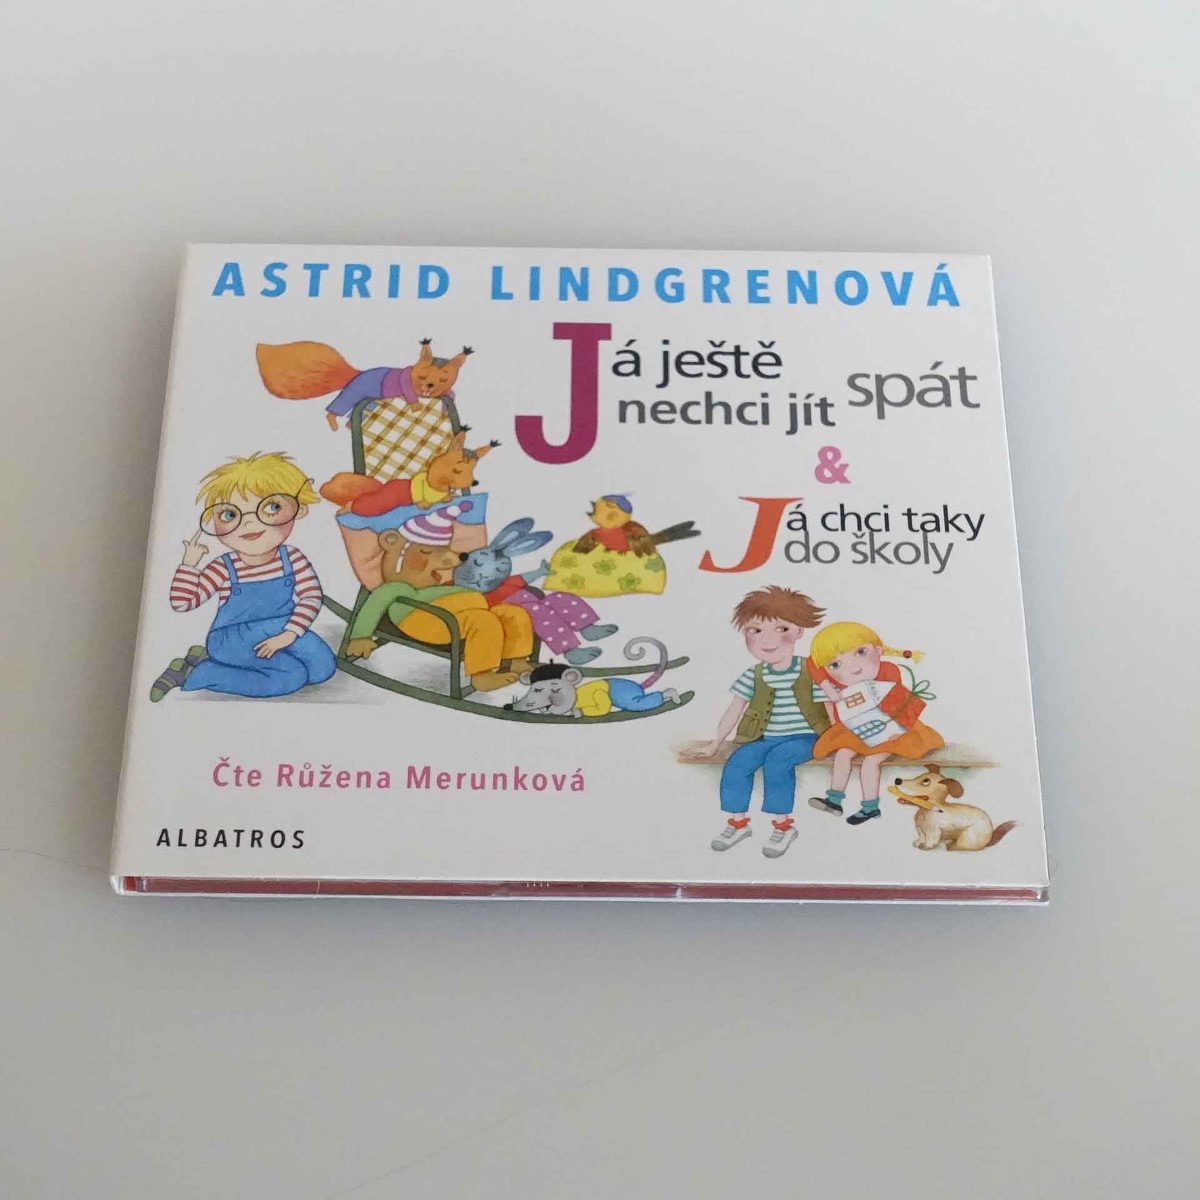 ASTRID LINDGRENOVÁ
Já ještě
nechci jít spát
&
Já chci taky
do školy
Čte Růžena Merunková
ALBATROS